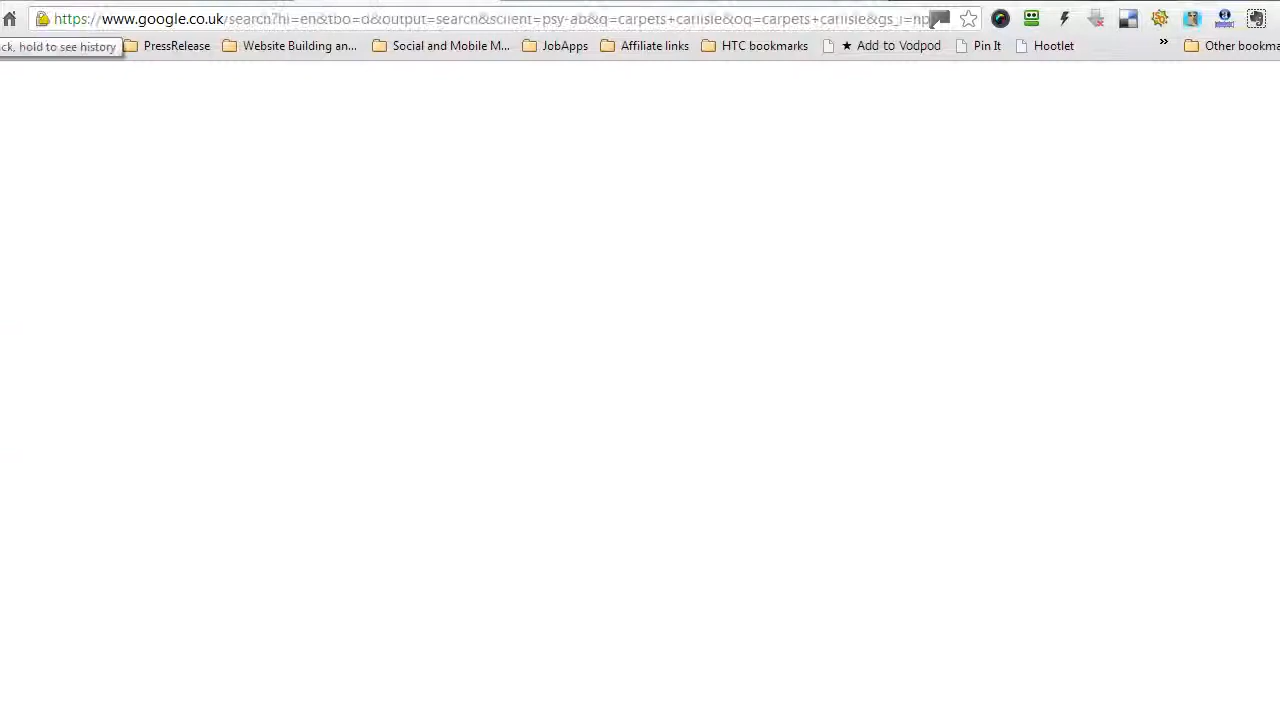 https://www.google.co.uk/search?hl=en&tbo=d&output=search&sclient=psy-ab&q=carpets+carlisle&oq=carpets+carlisle&gs_l=np
ck, hold to see history
PressRelease
Website Building an...
Social and Mobile M...
JobApps
Affiliate links
HTC bookmarks
★ Add to Vodpod
Pin It
Hootlet
»
Other bookma